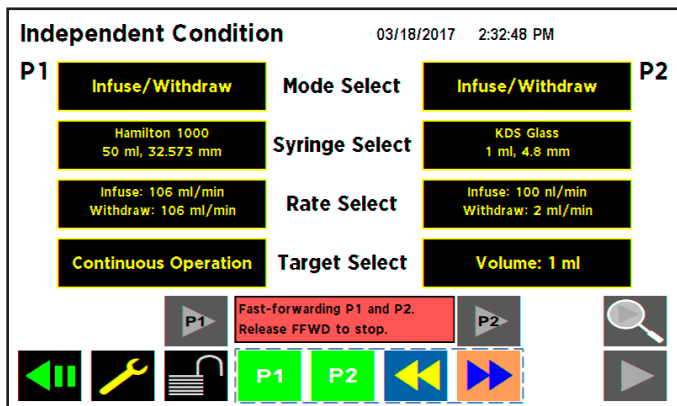 Independent Condition 03/18/2017 2:32:48 PM
P1 P2
Infuse/Withdraw Mode Select Infuse/Withdraw
Hamilton 1000
50 ml, 32.573 mm
Syringe Select
KDS Glass
1 ml, 4.8 mm
Infuse: 106 ml/min
Withdraw: 106 ml/min
Rate Select
Infuse: 100 nl/min
Withdraw: 2 ml/min
Continuous Operation Target Select Volume: 1 ml
P1
Fast-forwarding P1 and P2.
Release FFWD to stop.
P2
P1 P2